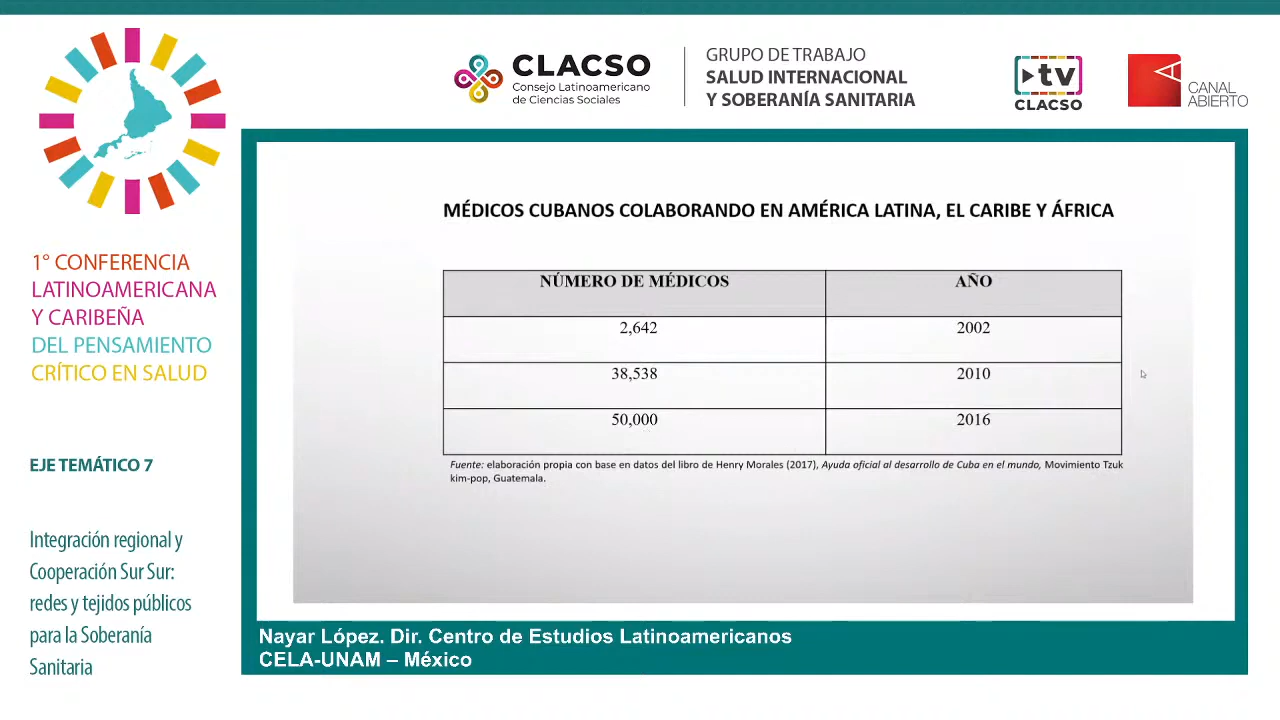 CLACSO
Consejo Latinoamericano
de Ciencias Sociales
GRUPO DE TRABAJO
SALUD INTERNACIONAL
Y SOBERANÍA SANITARIA
tv
CLACSO
CANAL
ABIERTO
1° CONFERENCIA
LATINOAMERICANA
Y CARIBEÑA
DEL PENSAMIENTO
CRÍTICO EN SALUD
EJE TEMÁTICO 7
Integración regional y
Cooperación Sur Sur:
redes y tejidos públicos
para la Soberanía
Sanitaria
MÉDICOS CUBANOS COLABORANDO EN AMÉRICA LATINA, EL CARIBE Y ÁFRICA
NÚMERO DE MÉDICOS AÑO
2,642 2002
38,538 2010
50,000 2016
Fuente: elaboración propia con base en datos del libro de Henry Morales (2017), Ayuda oficial al desarrollo de Cuba en el mundo, Movimiento Tzuk
kim-pop, Guatemala.
Nayar López. Dir. Centro de Estudios Latinoamericanos
CELA-UNAM – México